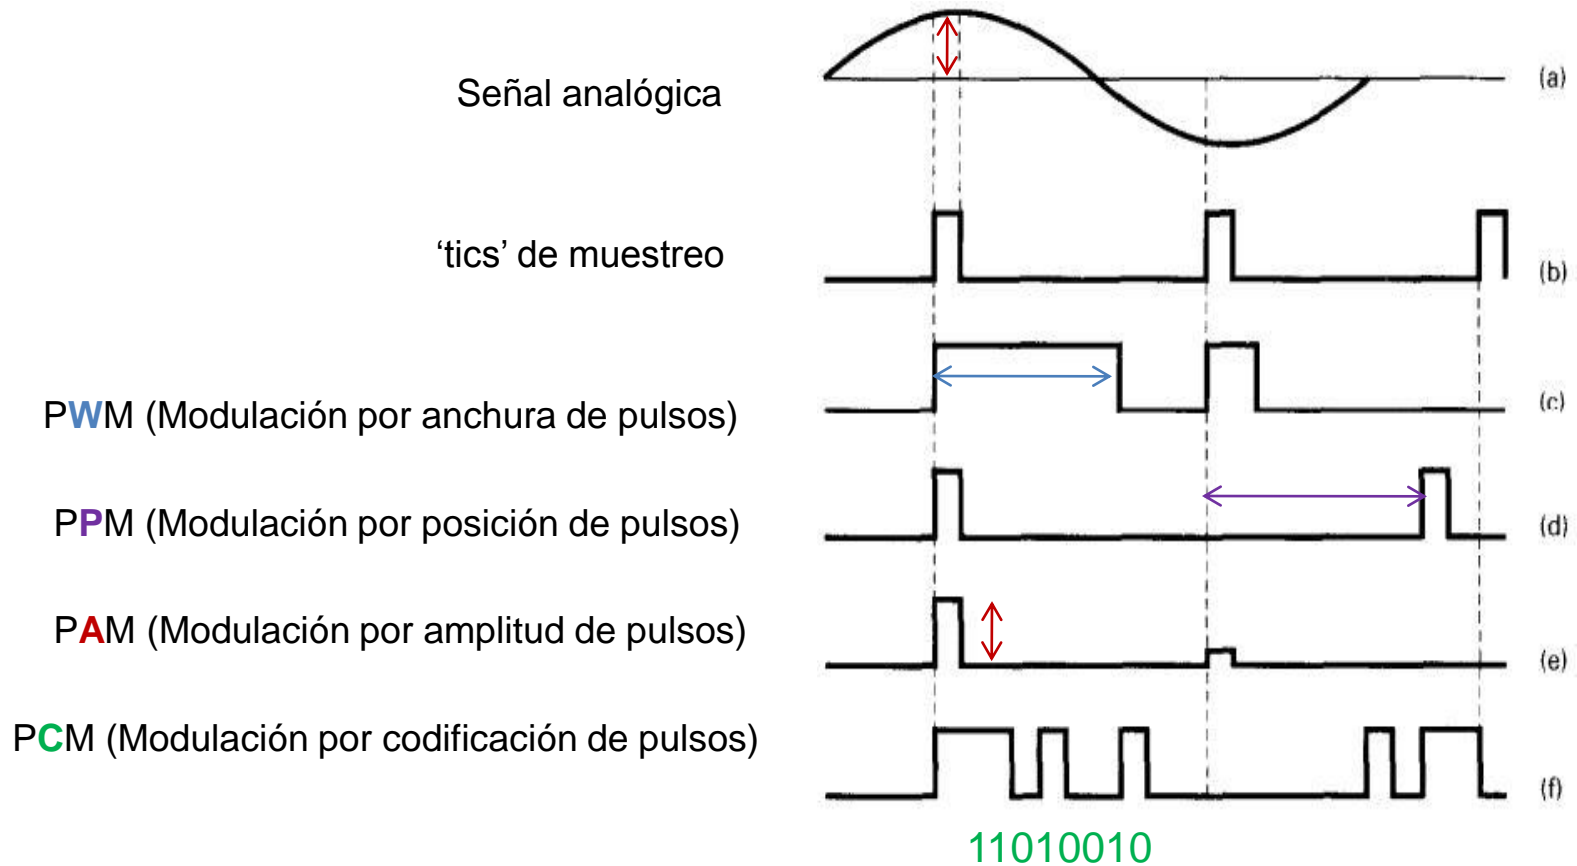 Señal analógica
(a)
‘tics’ de muestreo
(b)
PWM (Modulación por anchura de pulsos)
(c)
PPM (Modulación por posición de pulsos)
(d)
PAM (Modulación por amplitud de pulsos)
(e)
PCM (Modulación por codificación de pulsos)
(f)
11010010